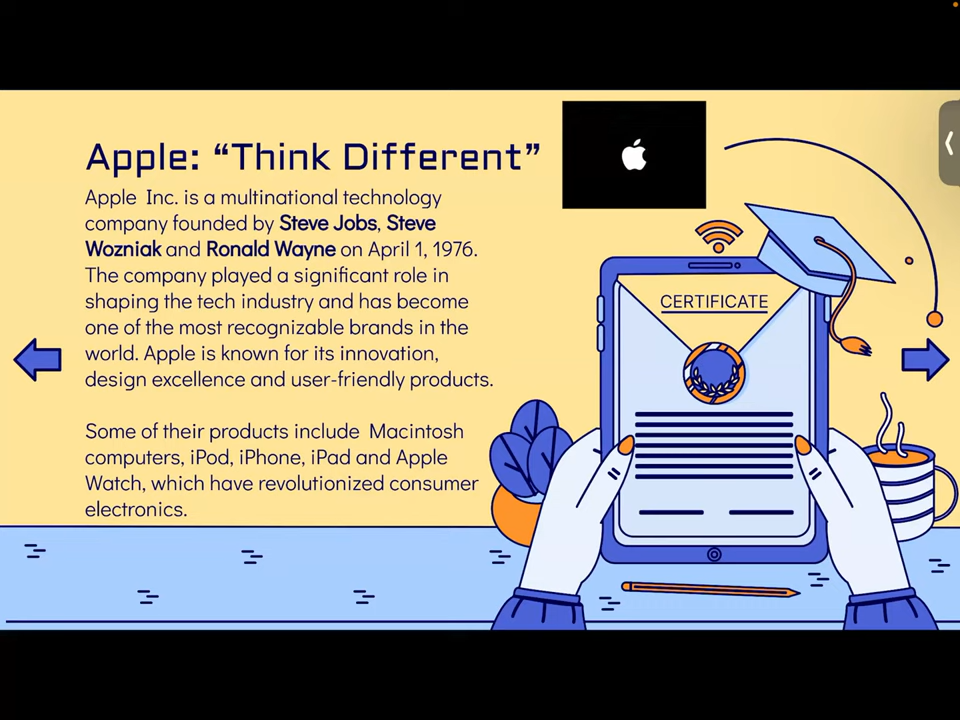 Apple: “Think Different”
Apple Inc. is a multinational technology
company founded by Steve Jobs, Steve
Wozniak and Ronald Wayne on April 1, 1976.
The company played a significant role in
shaping the tech industry and has become
one of the most recognizable brands in the
world. Apple is known for its innovation,
design excellence and user-friendly products.
Some of their products include Macintosh
computers, iPod, iPhone, iPad and Apple
Watch, which have revolutionized consumer
electronics.
CERTIFICATE